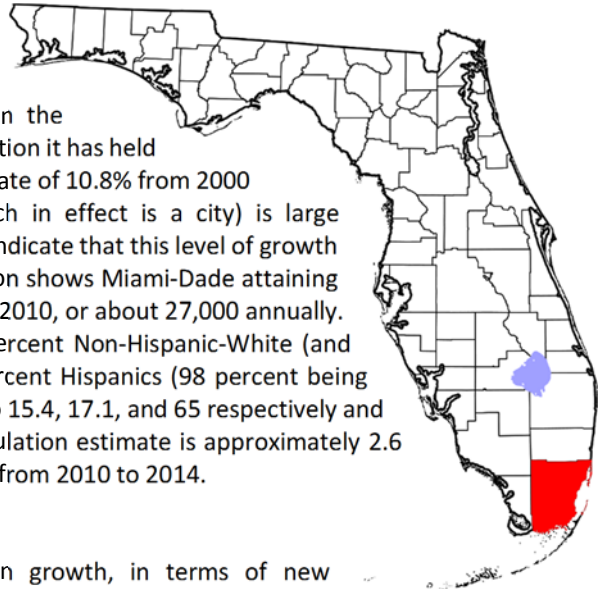 n the
tion it has held
ate of 10.8% from 2000
ch in effect is a city) is large
ndicate that this level of growth
on shows Miami-Dade attaining
2010, or about 27,000 annually.
ercent Non-Hispanic-White (and
rcent Hispanics (98 percent being
o 15.4, 17.1, and 65 respectively and
ulation estimate is approximately 2.6
from 2010 to 2014.
n growth, in terms of new